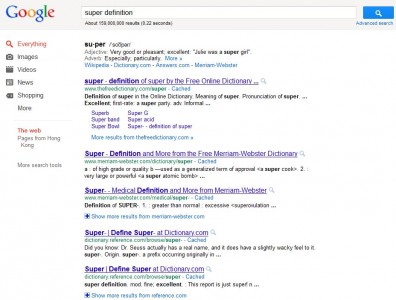 Google
super definition
About 159,000,000 results (0.22 seconds)
Advanced search
Everything
Images
Videos
News
Shopping
More
The web
Pages from Hong Kong
More search tools
su·per
Adjective: Very good or pleasant; excellent: "Julie was a super girl".
Adverb: Especially; particularly. More »
Wikipedia - Dictionary.com - Answers.com - Merriam-Webster
super - definition of super by the Free Online Dictionary ...
www.thefreedictionary.com/super - Cached
Definition of super in the Online Dictionary. Meaning of super. Pronunciation of super. ...
Excellent; first-rate: a super party. adv. Informal ...
Superb Super G
Super band Super acid
Super Bowl Super- - definition of super
More results from thefreedictionary.com »
Super - Definition and More from the Free Merriam-Webster Dictionary
www.merriam-webster.com/dictionary/super - Cached
a : of high grade or quality b —used as a generalized term of approval <a super cook>. 2. :
very large or powerful <a super atomic bomb> ...
Super- - Medical Definition and More from Merriam-Webster
www.merriam-webster.com/medical/super - Cached
Definition of SUPER-. 1. : greater than normal : excessive <superovulation ...
Show more results from merriam-webster.com
Super- | Define Super- at Dictionary.com
dictionary.reference.com/browse/super- - Cached
Did you know: Dr. Seuss actually has a real name, and it does have a slightly wacky feel to it.
super-. Origin. super-. a prefix occurring originally in ...
Super | Define Super at Dictionary.com
dictionary.reference.com/browse/super - Cached
super definition. mod. fine; excellent. : This report is just super! n ...
Show more results from reference.com